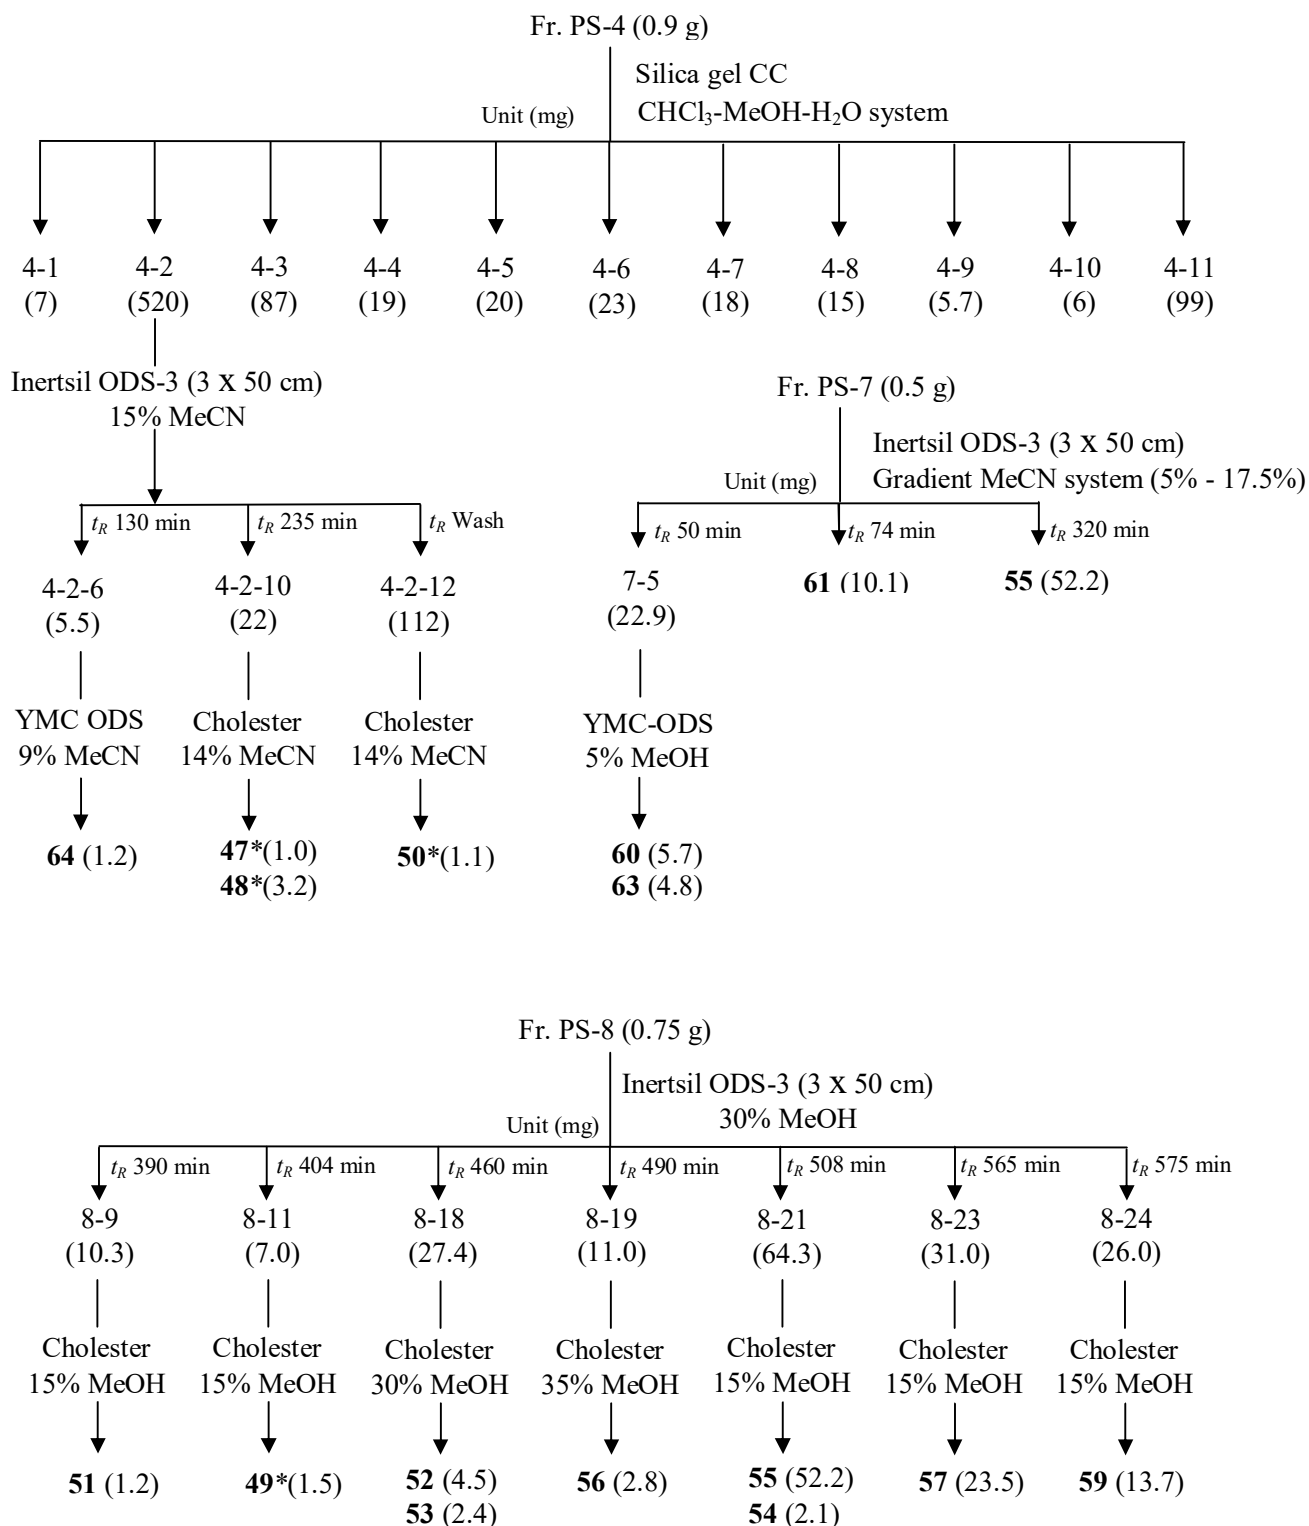 Fr. PS-4 (0.9 g)
Silica gel CC
Unit (mg) CHCl₃-MeOH-H₂O system
4-1 4-2 4-3 4-4 4-5 4-6 4-7 4-8 4-9 4-10 4-11
(7) (520) (87) (19) (20) (23) (18) (15) (5.7) (6) (99)
Inertsil ODS-3 (3 X 50 cm)
15% MeCN
tR 130 min tR 235 min tR Wash
4-2-6 4-2-10 4-2-12
(5.5) (22) (112)
YMC ODS Cholester Cholester
9% MeCN 14% MeCN 14% MeCN
64 (1.2) 47*(1.0) 50*(1.1)
48*(3.2)
Fr. PS-7 (0.5 g)
Inertsil ODS-3 (3 X 50 cm)
Unit (mg) Gradient MeCN system (5% - 17.5%)
tR 50 min tR 74 min tR 320 min
7-5 61 (10.1) 55 (52.2)
(22.9)
YMC-ODS
5% MeOH
60 (5.7)
63 (4.8)
Fr. PS-8 (0.75 g)
Inertsil ODS-3 (3 X 50 cm)
Unit (mg) 30% MeOH
tR 390 min tR 404 min tR 460 min tR 490 min tR 508 min tR 565 min tR 575 min
8-9 8-11 8-18 8-19 8-21 8-23 8-24
(10.3) (7.0) (27.4) (11.0) (64.3) (31.0) (26.0)
Cholester Cholester Cholester Cholester Cholester Cholester Cholester
15% MeOH 15% MeOH 30% MeOH 35% MeOH 15% MeOH 15% MeOH 15% MeOH
51 (1.2) 49*(1.5) 52 (4.5) 56 (2.8) 55 (52.2) 57 (23.5) 59 (13.7)
53 (2.4) 54 (2.1)